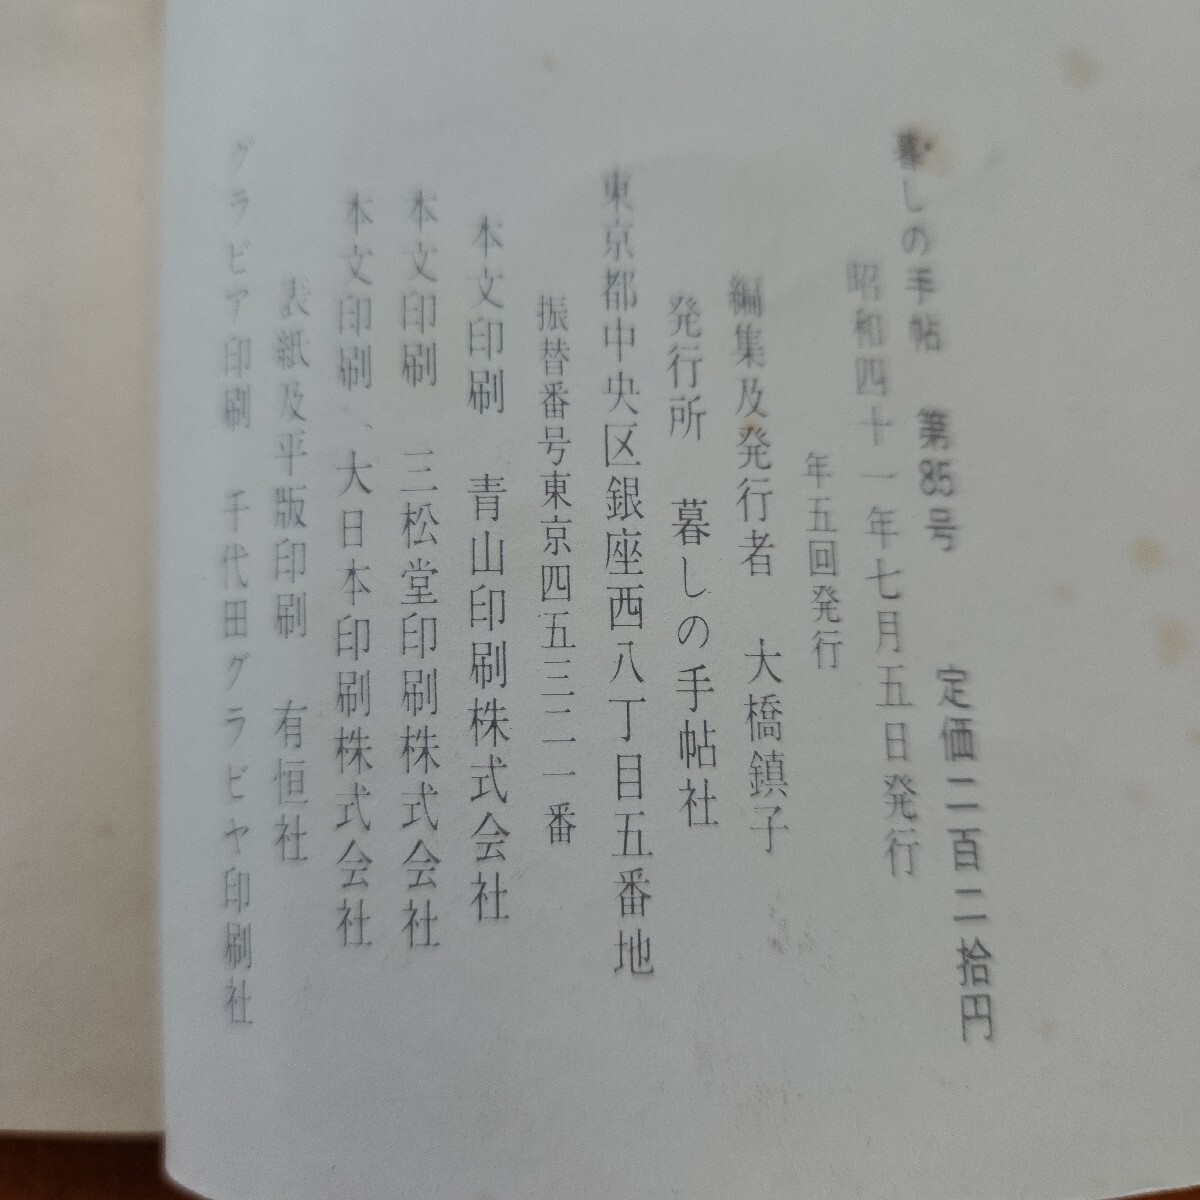 暮しの手帖 第85号 定価二百二拾円
昭和四十一年七月五日発行
年五回発行
編集及発行者 大橋鎮子
発行所 暮しの手帖社
東京都中央区銀座西八丁目五番地
振替番号東京四五三二一番
本文印刷 青山印刷株式会社
本文印刷 三松堂印刷株式会社
本文印刷、大日本印刷株式会社
表紙及平版印刷 有恒社
グラビア印刷 千代田グラビヤ印刷社